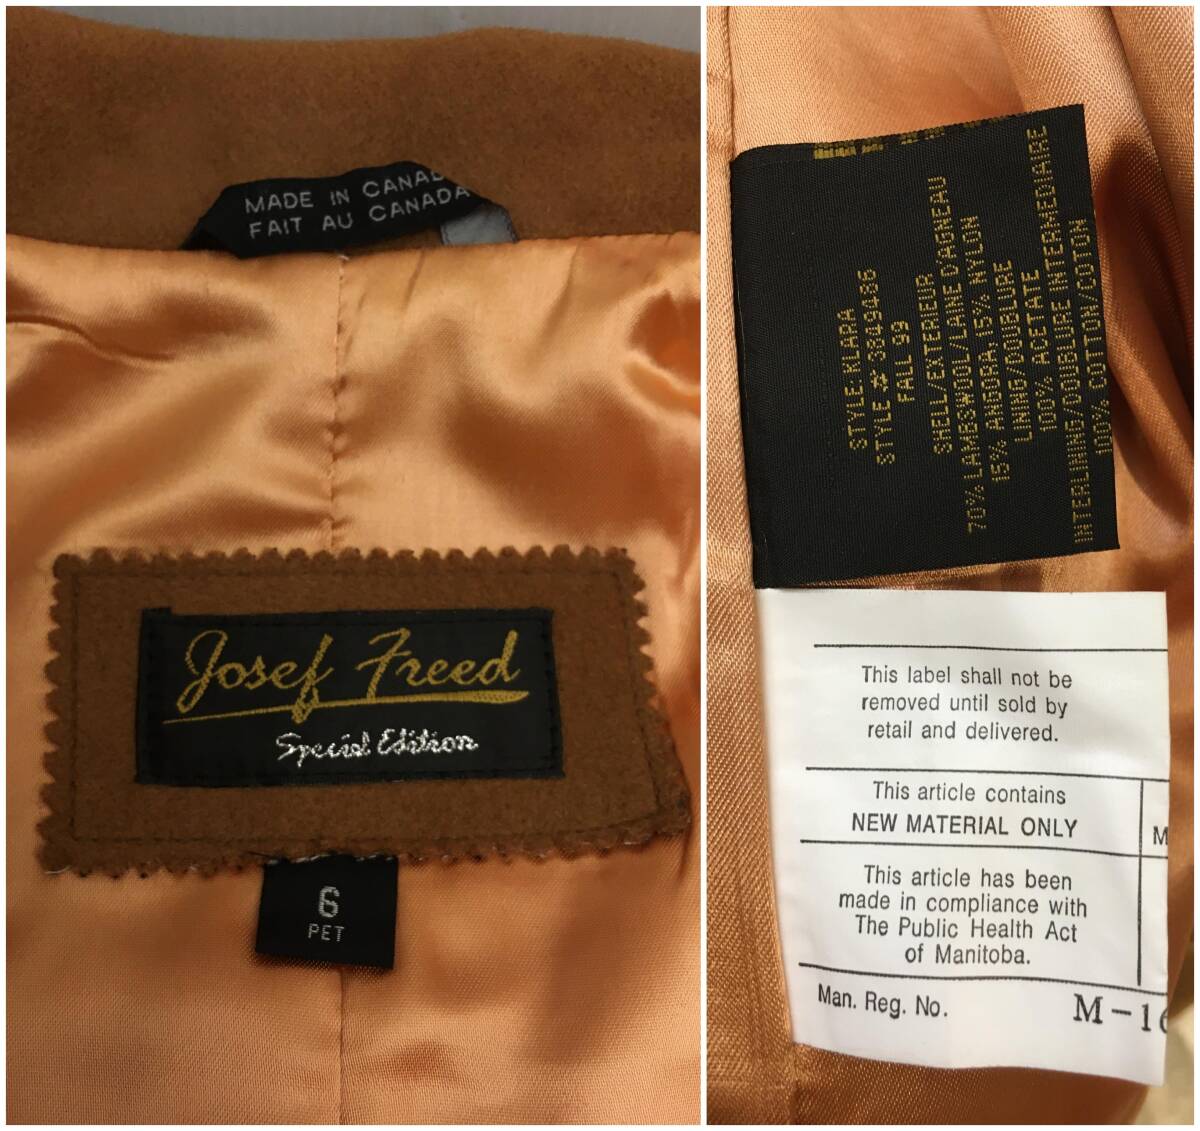 MADE IN CANAD
FAIT AU CANADA
Josef Freed
Special Edition
6
PET
STYLE KLARA
STYLE # 3849486
FALL 99
SHELL/EXTERIEUR
70% LAMBSWOOL/LAINE D'AGNEAU
15% ANGORA, 15% NYLON
LINING/DOUBLURE
100% ACETATE
INTERLINING/DOUBLURE INTERMEDIAIRE
100% COTTON/COTON
This label shall not be
removed until sold by
retail and delivered.
This article contains
NEW MATERIAL ONLY
M
This article has been
made in compliance with
The Public Health Act
of Manitoba.
Man. Reg. No. M-16